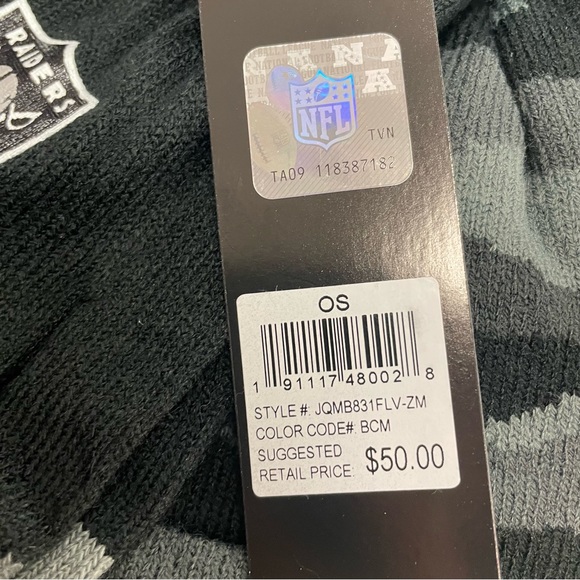 RAIDERS
NFL
TVN
TA09 118387182
OS
1 91117 48002 8
STYLE #: JQMB831FLV-ZM
COLOR CODE#: BCM
SUGGESTED
RETAIL PRICE: $50.00